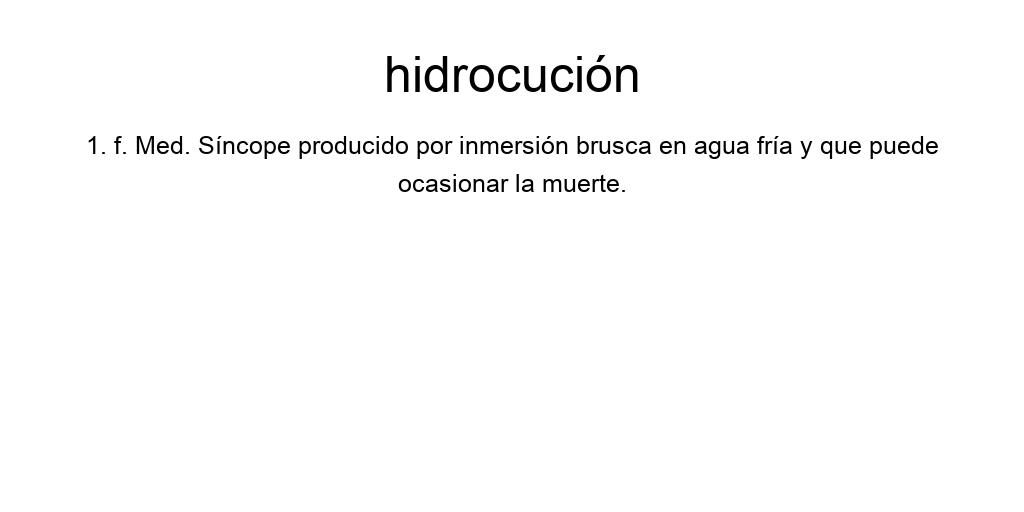 hidrocución
1. f. Med. Síncope producido por inmersión brusca en agua fría y que puede
ocasionar la muerte.